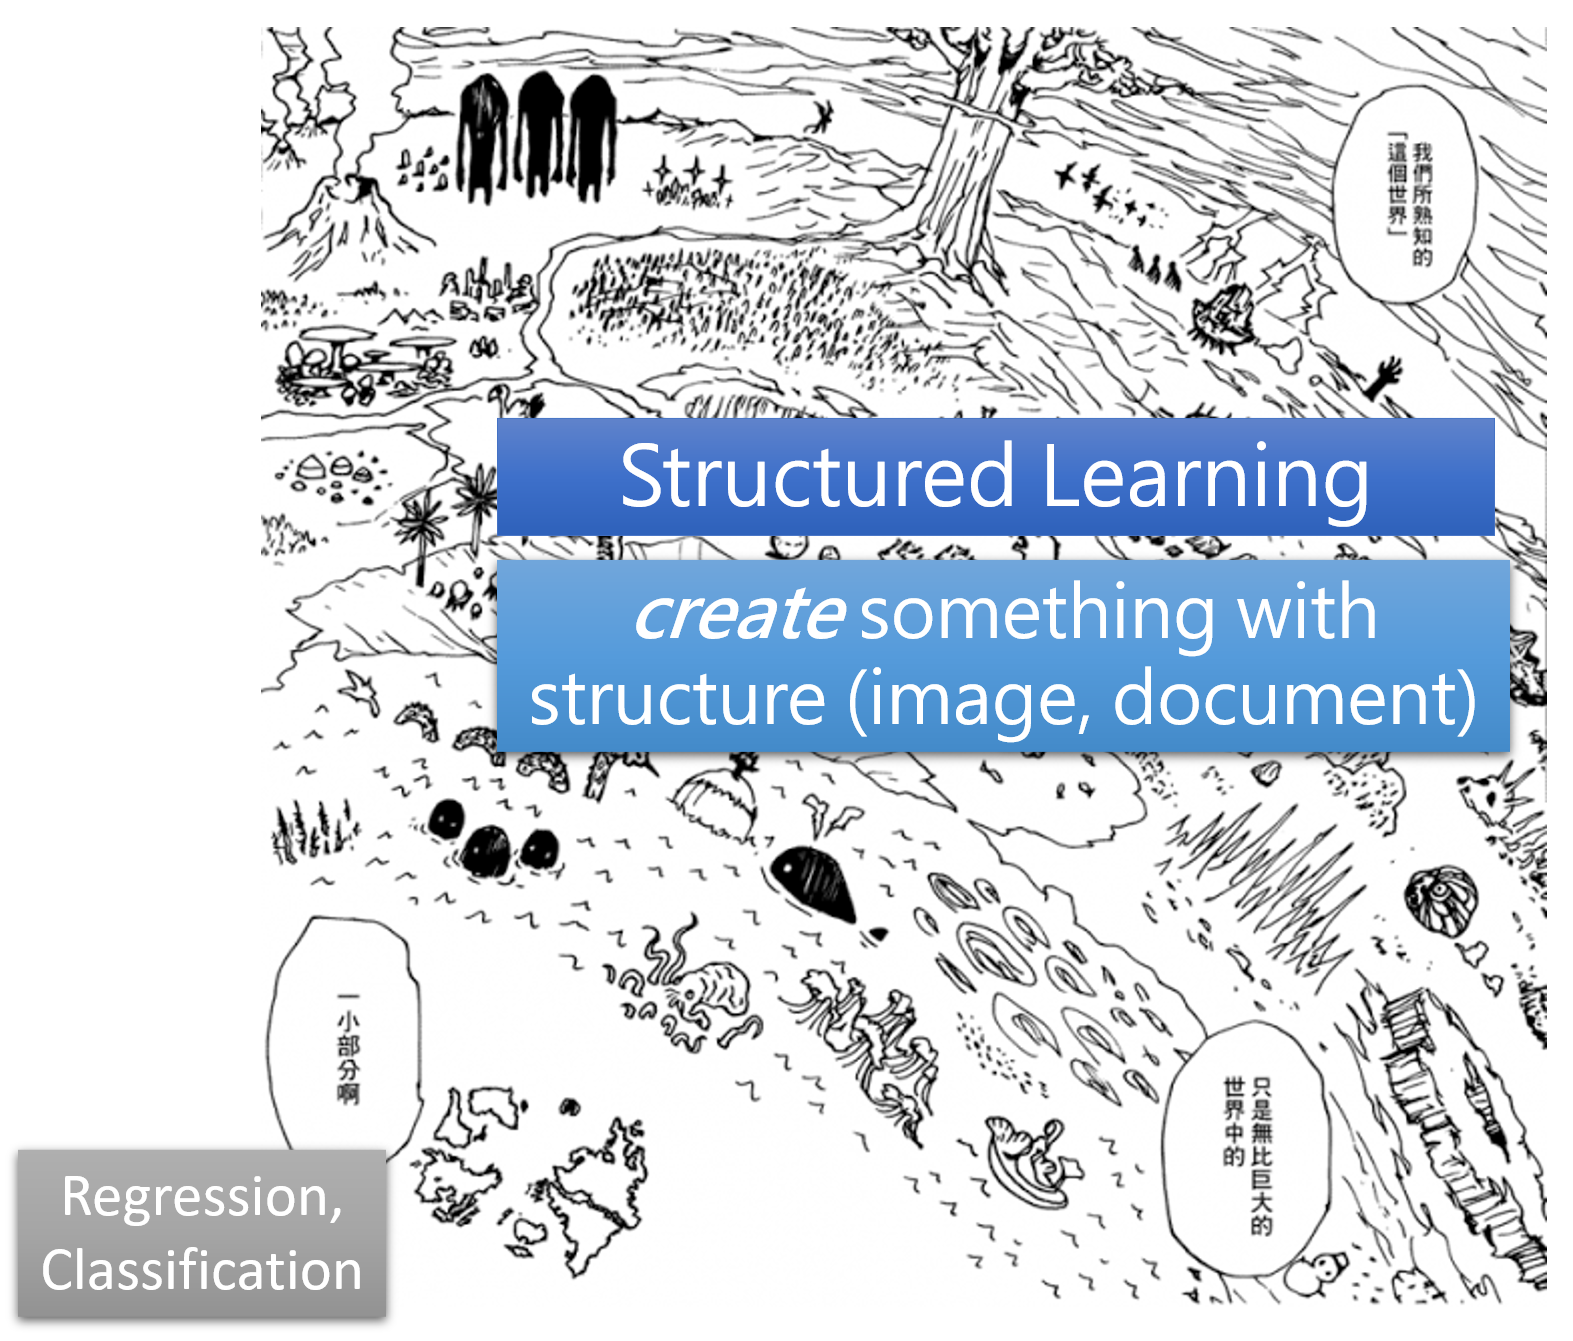 我們所熟知的
「這個世界」
Structured Learning
create something with
structure (image, document)
只是無比巨大的
世界中的
一小部分啊
Regression,
Classification